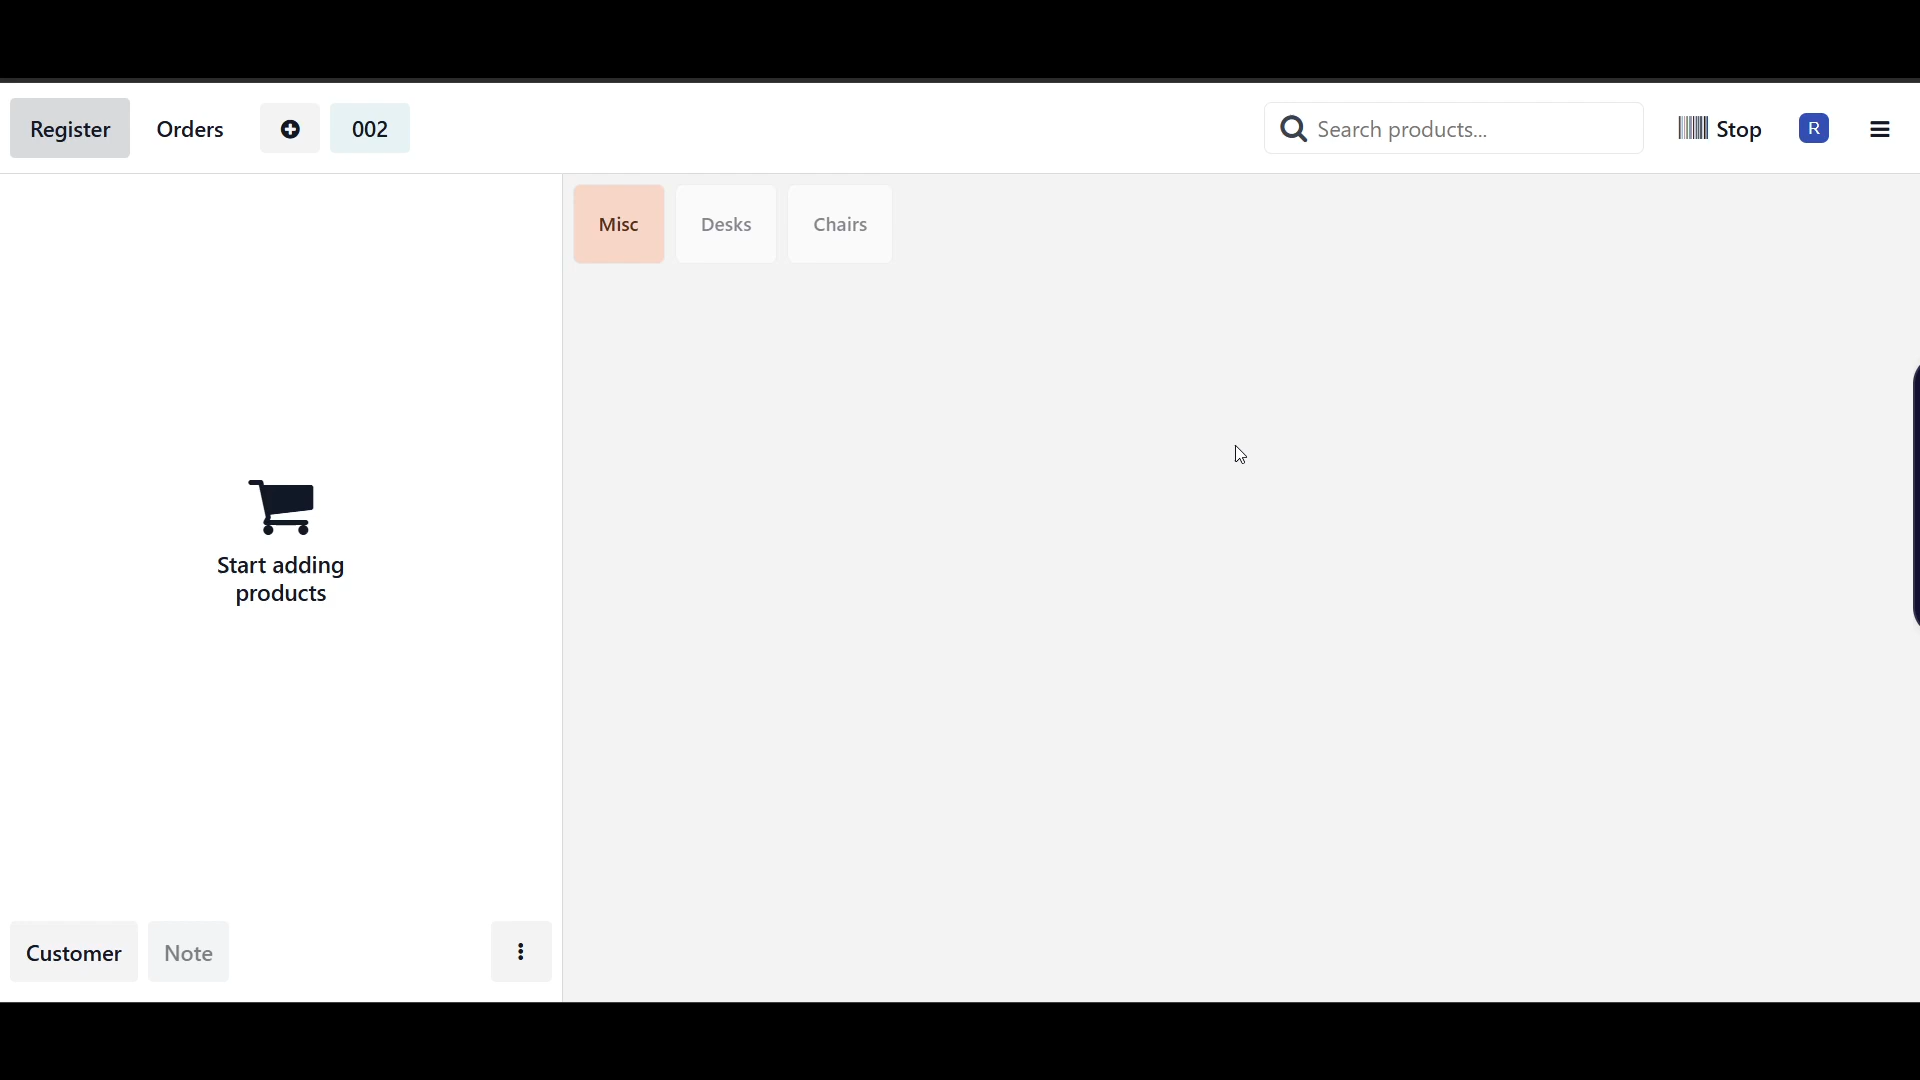 Register
Orders
002
Search products...
Stop
R
Misc
Desks
Chairs
Start adding
products
Customer
Note